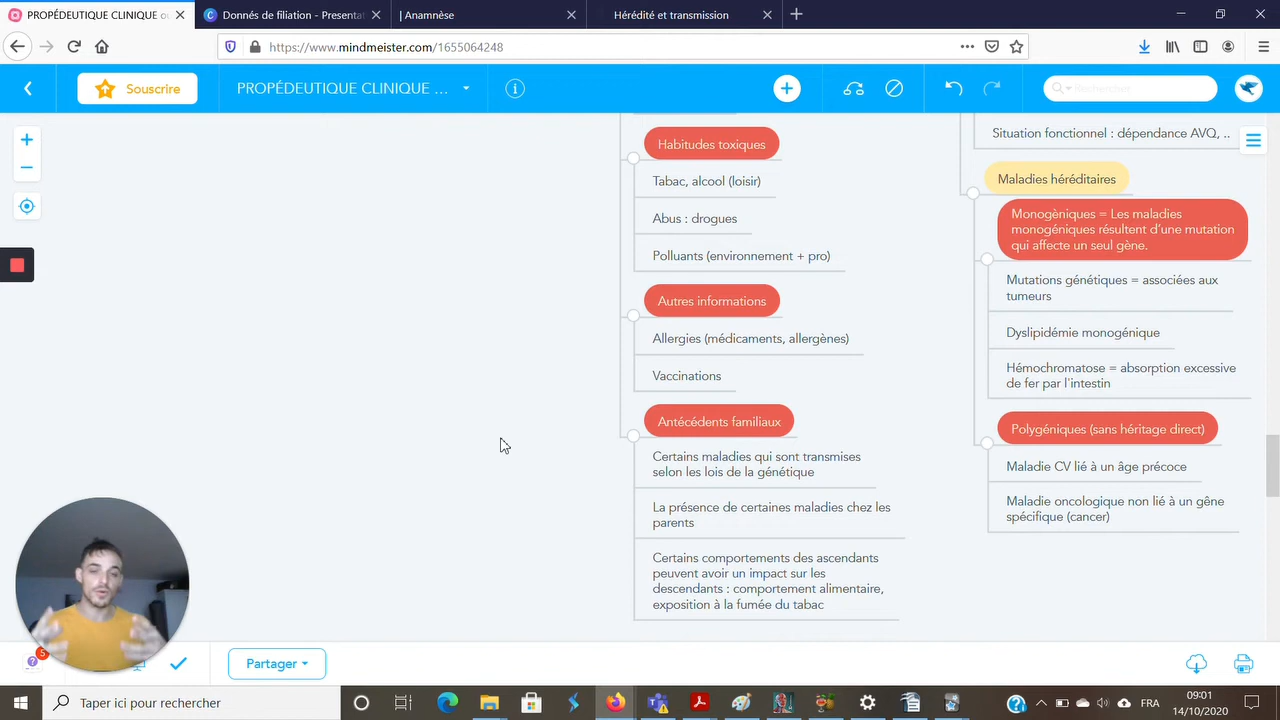 PROPÉDEUTIQUE CLINIQUE ou
Donnés de filiation - Presentat
| Anamnèse
Hérédité et transmission
https://www.mindmeister.com/1655064248
Souscrire
PROPÉDEUTIQUE CLINIQUE ...
Rechercher
Habitudes toxiques
Tabac, alcool (loisir)
Abus : drogues
Polluants (environnement + pro)
Autres informations
Allergies (médicaments, allergènes)
Vaccinations
Antécédents familiaux
Certains maladies qui sont transmises
selon les lois de la génétique
La présence de certaines maladies chez les
parents
Certains comportements des ascendants
peuvent avoir un impact sur les
descendants : comportement alimentaire,
exposition à la fumée du tabac
Situation fonctionnel : dépendance AVQ, ..
Maladies héréditaires
Monogèniques = Les maladies
monogéniques résultent d'une mutation
qui affecte un seul gène.
Mutations génétiques = associées aux
tumeurs
Dyslipidémie monogénique
Hémochromatose = absorption excessive
de fer par l'intestin
Polygéniques (sans héritage direct)
Maladie CV lié à un âge précoce
Maladie oncologique non lié à un gêne
spécifique (cancer)
5
Partager
Taper ici pour rechercher
FRA
09:01
14/10/2020